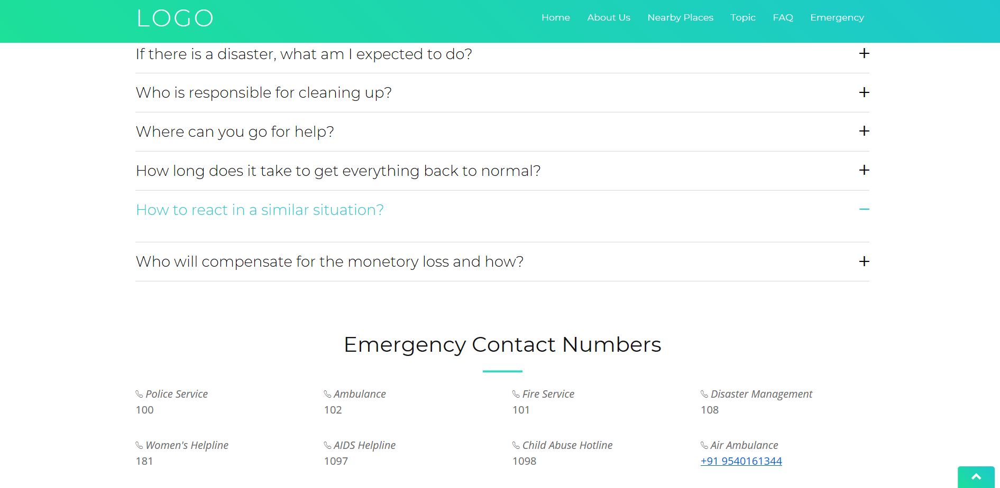 LOGO
Home About Us Nearby Places Topic FAQ Emergency
If there is a disaster, what am I expected to do?
Who is responsible for cleaning up?
Where can you go for help?
How long does it take to get everything back to normal?
How to react in a similar situation?
Who will compensate for the monetory loss and how?
Emergency Contact Numbers
Police Service
100
Ambulance
102
Fire Service
101
Disaster Management
108
Women's Helpline
181
AIDS Helpline
1097
Child Abuse Hotline
1098
Air Ambulance
+91 9540161344